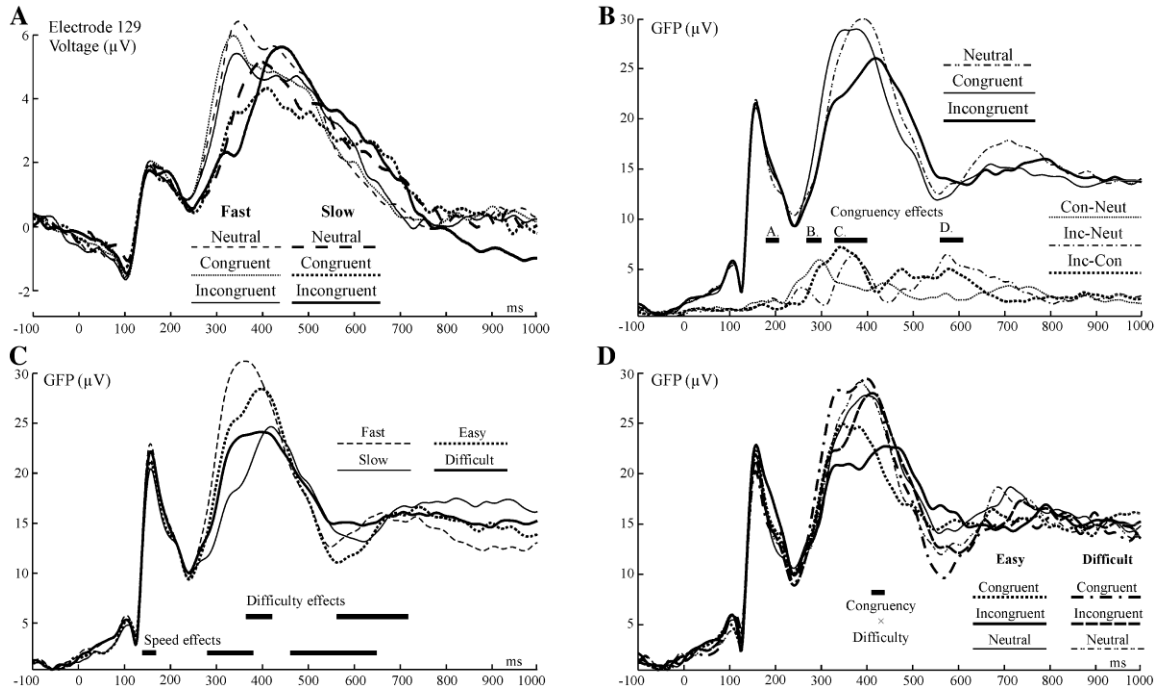 A
Electrode 129
Voltage (µV)
6
4
2
0
-2
Fast Slow
Neutral Neutral
Congruent Congruent
Incongruent Incongruent
ms
-100 0 100 200 300 400 500 600 700 800 900 1000
B
GFP (µV)
30
25
20
15
10
5
Neutral
Congruent
Incongruent
Congruency effects
A. B. C. D.
Con-Neut
Inc-Neut
Inc-Con
-100 0 100 200 300 400 500 600 700 800 900 1000
C
GFP (µV)
30
25
20
15
10
5
Fast Easy
Slow Difficult
Difficulty effects
Speed effects
ms
-100 0 100 200 300 400 500 600 700 800 900 1000
D
GFP (µV)
30
25
20
15
10
5
Congruency
×
Difficulty
Easy Difficult
Congruent Congruent
Incongruent Incongruent
Neutral Neutral
ms
-100 0 100 200 300 400 500 600 700 800 900 1000